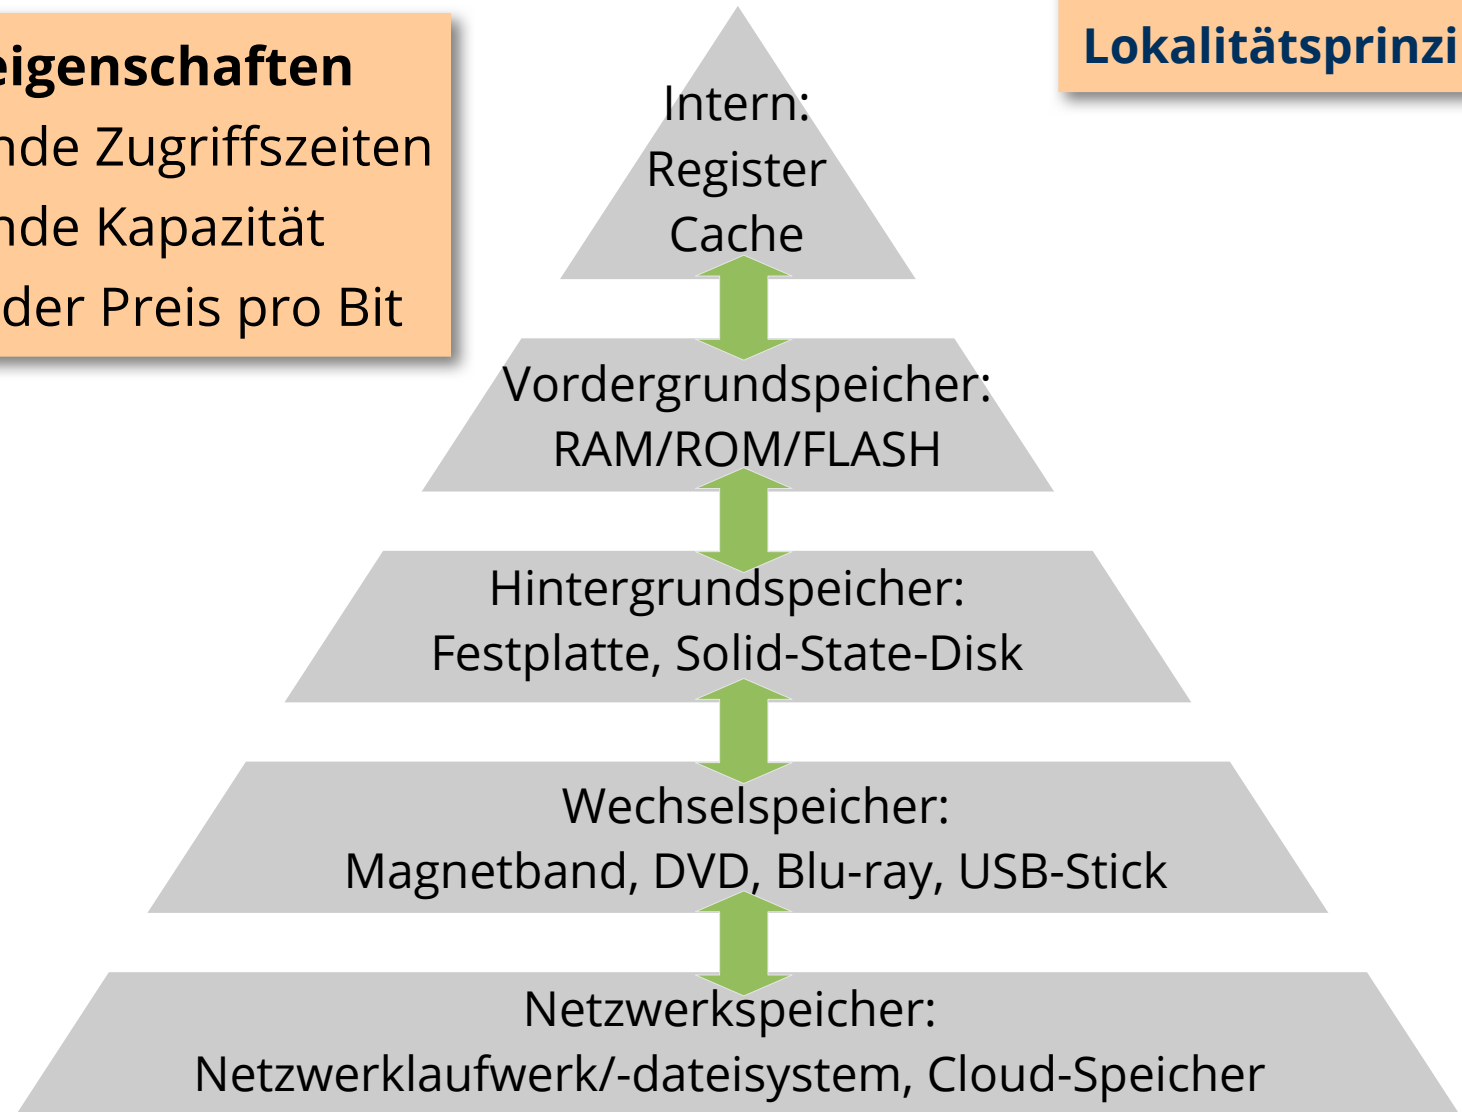 eigenschaften
nde Zugriffszeiten
nde Kapazität
der Preis pro Bit
Lokalitätsprinzi
Intern:
Register
Cache
Vordergrundspeicher:
RAM/ROM/FLASH
Hintergrundspeicher:
Festplatte, Solid-State-Disk
Wechselspeicher:
Magnetband, DVD, Blu-ray, USB-Stick
Netzwerkspeicher:
Netzwerklaufwerk/-dateisystem, Cloud-Speicher